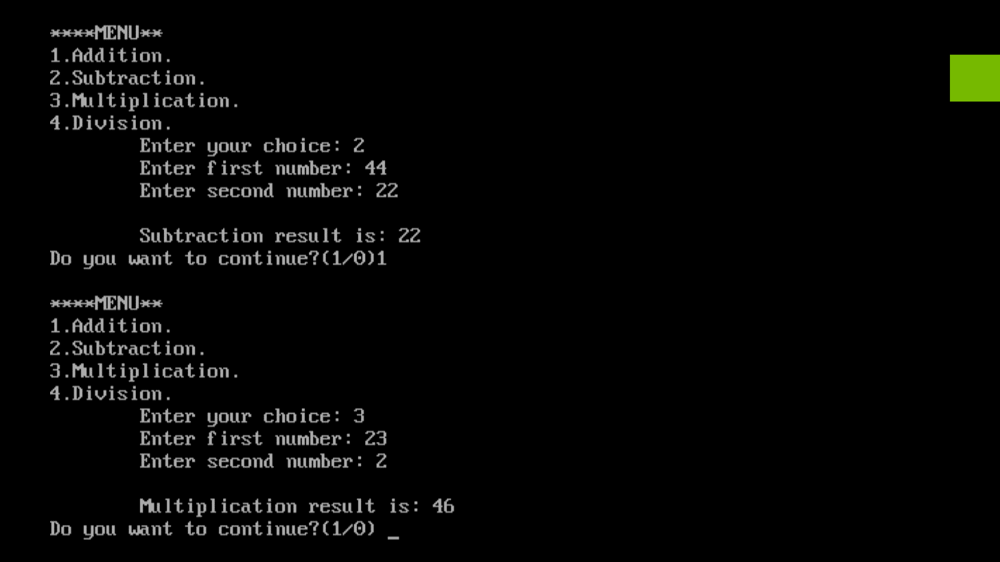 ****MENU**
1.Addition.
2.Subtraction.
3.Multiplication.
4.Division.
Enter your choice: 2
Enter first number: 44
Enter second number: 22
Subtraction result is: 22
Do you want to continue?(1/0)1
****MENU**
1.Addition.
2.Subtraction.
3.Multiplication.
4.Division.
Enter your choice: 3
Enter first number: 23
Enter second number: 2
Multiplication result is: 46
Do you want to continue?(1/0) _